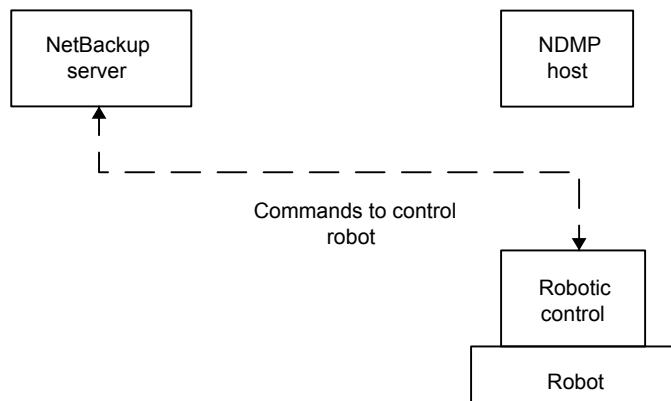 NetBackup
server
NDMP
host
Commands to control
robot
Robotic
control
Robot